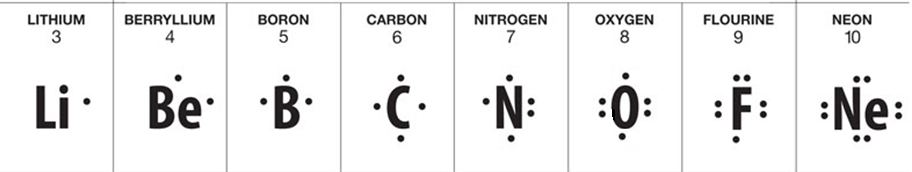 LITHIUM BERRYLLIUM BORON CARBON NITROGEN OXYGEN FLOURINE NEON
3 4 5 6 7 8 9 10
Li Be B C N O F Ne